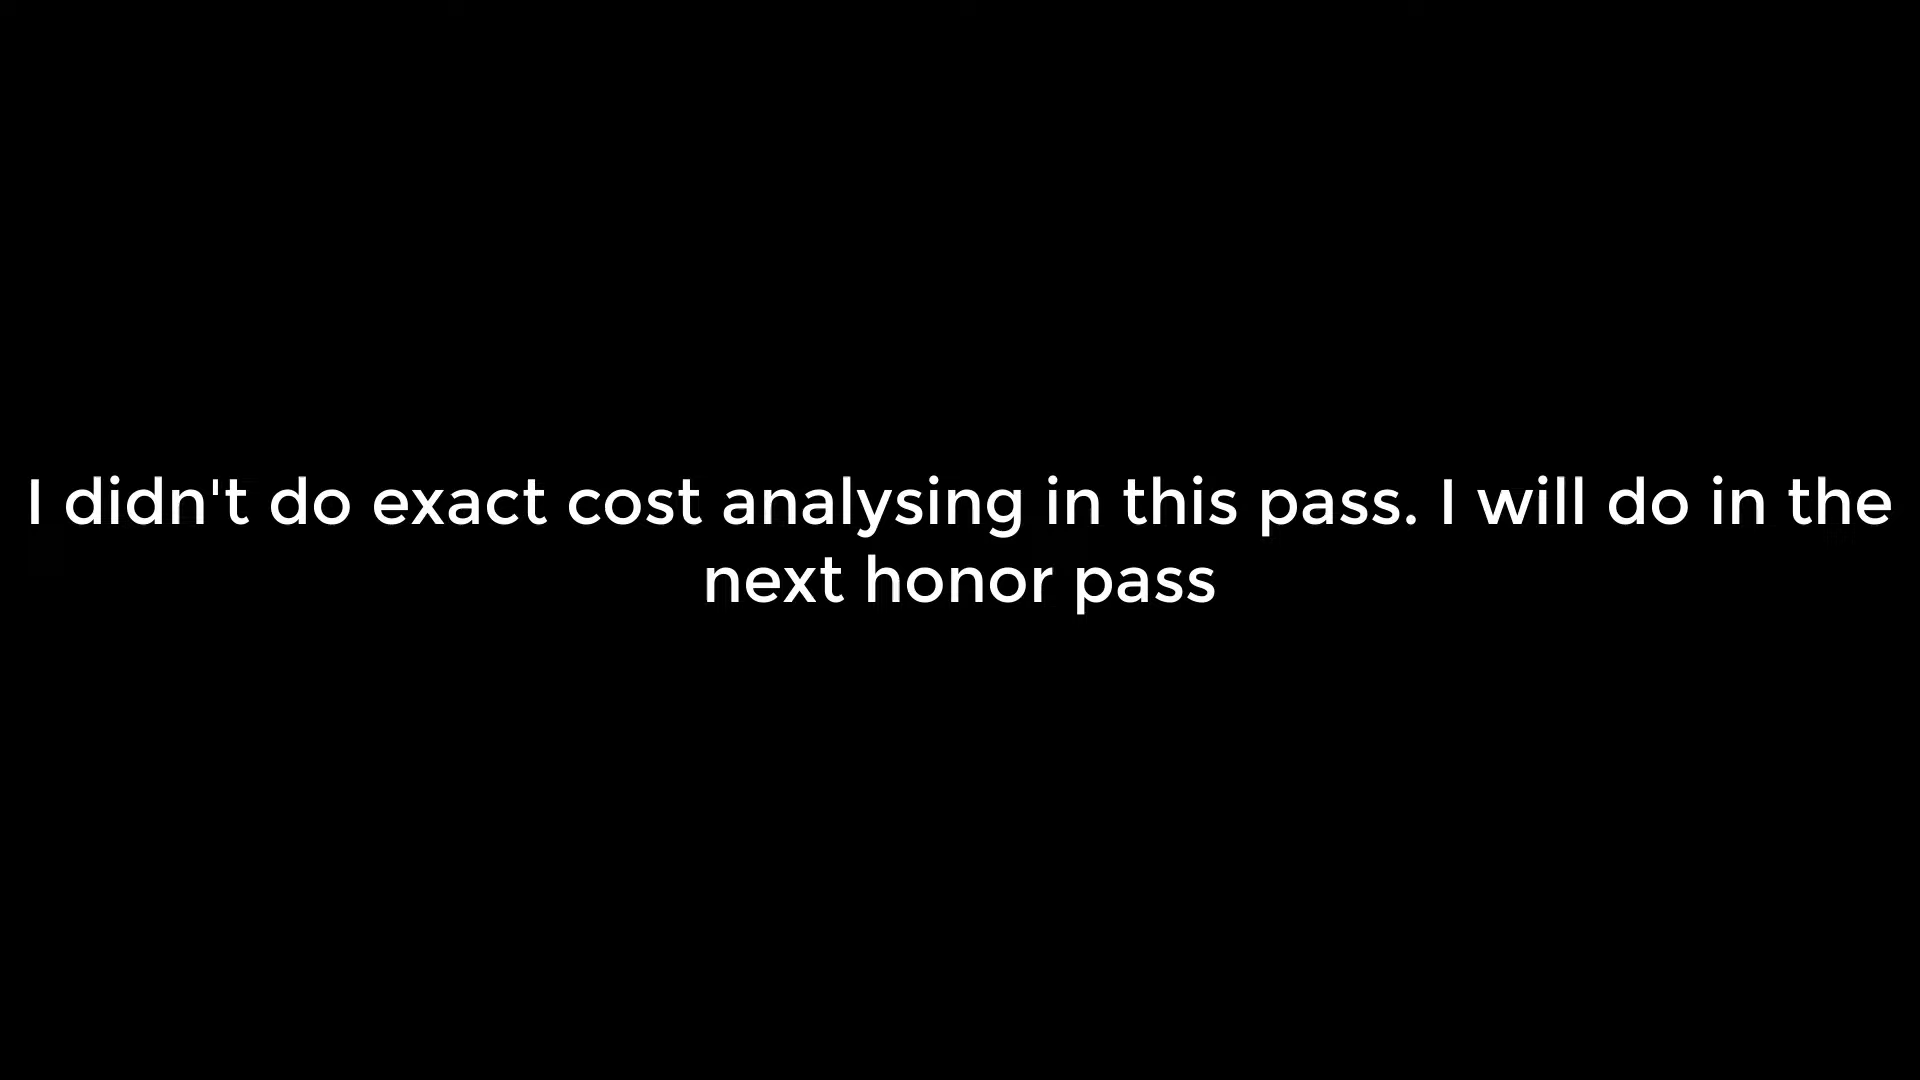 I didn't do exact cost analysing in this pass. I will do in the
next honor pass